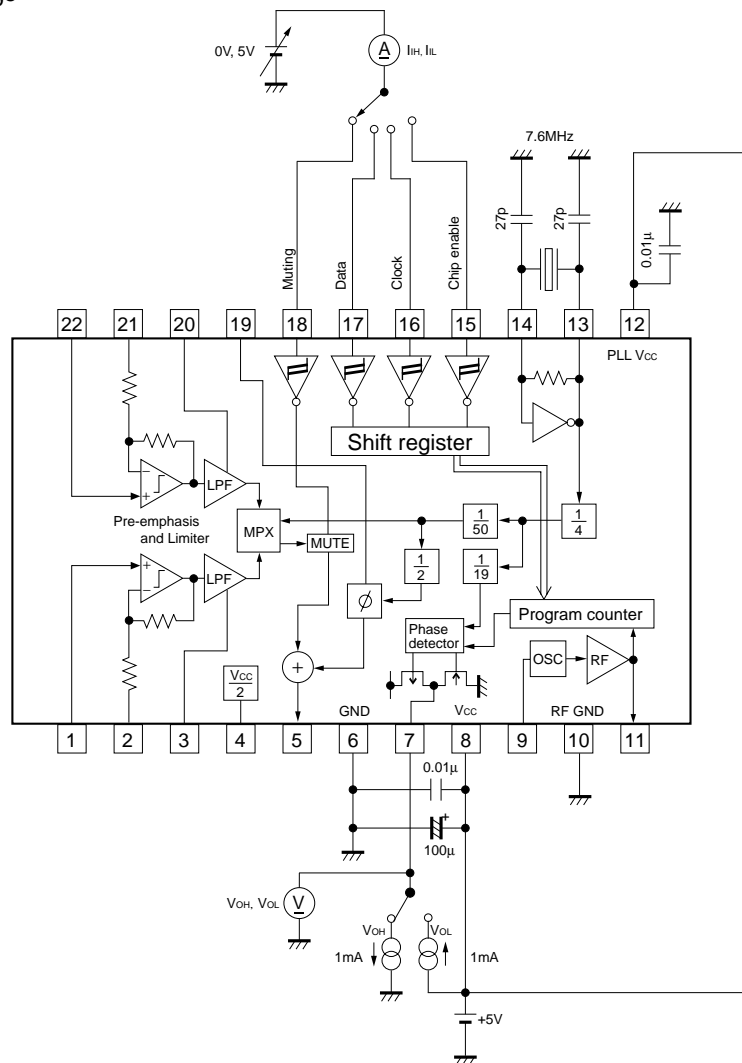 0V, 5V
A
IIH, IIL
7.6MHz
27p
27p
0.01μ
Muting
Data
Clock
Chip enable
22
21
20
19
18
17
16
15
14
13
12
PLL VCC
Shift register
Pre-emphasis
and Limiter
LPF
MPX
MUTE
1/50
1/4
1/2
1/19
LPF
ϕ
Program counter
Phase
detector
OSC
RF
VCC/2
+
GND
VCC
RF GND
1
2
3
4
5
6
7
8
9
10
11
0.01μ
+
100μ
VOH, VOL
V
VOH
VOL
1mA
1mA
+5V